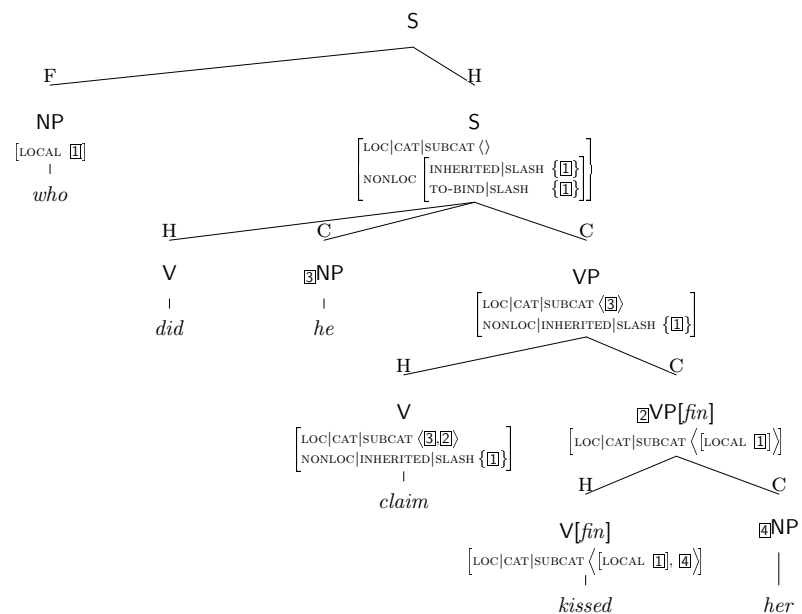 S
F H
NP S
[LOCAL 1] [LOC|CAT|SUBCAT ⟨⟩
who NONLOC [INHERITED|SLASH {1}
TO-BIND|SLASH {1}]]
H C C
V 3NP VP
did he [LOC|CAT|SUBCAT ⟨3⟩
NONLOC|INHERITED|SLASH {1}]
H C
V 2VP[fin]
[LOC|CAT|SUBCAT ⟨3,2⟩ [LOC|CAT|SUBCAT ⟨[LOCAL 1]⟩]
NONLOC|INHERITED|SLASH {1}]
claim H C
V[fin] 4NP
[LOC|CAT|SUBCAT ⟨[LOCAL 1], 4⟩]
kissed her